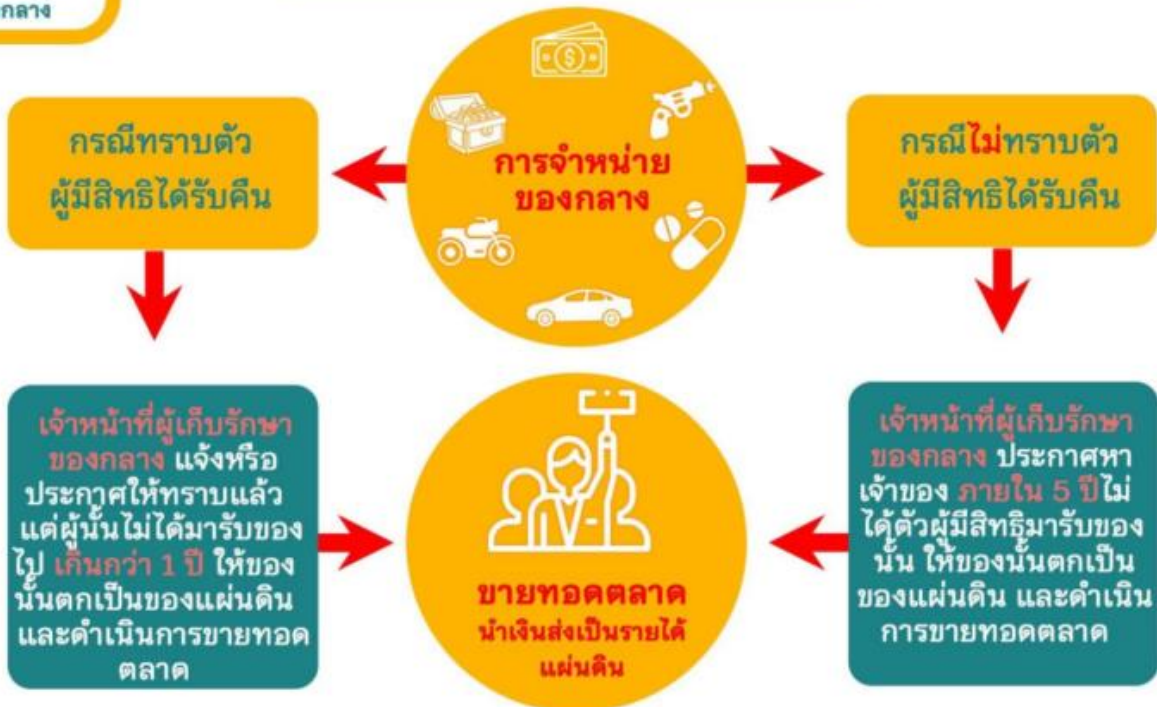 กลาง
การจำหน่าย
ของกลาง
กรณีทราบตัว
ผู้มีสิทธิได้รับคืน
เจ้าหน้าที่ผู้เก็บรักษา
ของกลาง แจ้งหรือ
ประกาศให้ทราบแล้ว
แต่ผู้นั้นไม่ได้มารับของ
ไป เกินกว่า 1 ปี ให้ของ
นั้นตกเป็นของแผ่นดิน
และดำเนินการขายทอด
ตลาด
กรณีไม่ทราบตัว
ผู้มีสิทธิได้รับคืน
เจ้าหน้าที่ผู้เก็บรักษา
ของกลาง ประกาศหา
เจ้าของ ภายใน 5 ปีไม่
ได้ตัวผู้มีสิทธิมารับของ
นั้น ให้ของนั้นตกเป็น
ของแผ่นดิน และดำเนิน
การขายทอดตลาด
ขายทอดตลาด
นำเงินส่งเป็นรายได้
แผ่นดิน